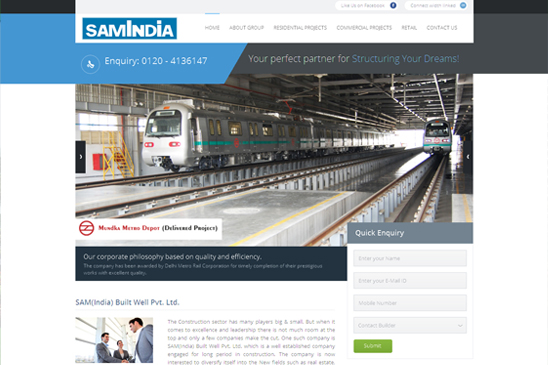 Like Us on Facebook
Connect with linked
SAMINDIA
HOME ABOUT GROUP RESIDENTIAL PROJECTS COMMERCIAL PROJECTS RETAIL CONTACT US
Enquiry: 0120 - 4136147
Your perfect partner for Structuring Your Dreams!
Mundka Metro Depot (Delivered Project)
Our corporate philosophy based on quality and efficiency.
The company has been awarded by Delhi Metro Rail Corporation for timely completion of their prestigious
works with excellent quality.
Quick Enquiry
Enter your Name
Enter your E-Mail ID
Mobile Number
Contact Builder
Submit
SAM(India) Built Well Pvt. Ltd.
The Construction sector has many players big & small. But when it
comes to excellence and leadership there is not much room at the
top and only a few companies make the cut. One such company is
SAM(India) Built Well Pvt. Ltd. which is a well established company
engaged for long period in construction. The company is now
interested to diversify itself into the New Fields such as real estate,